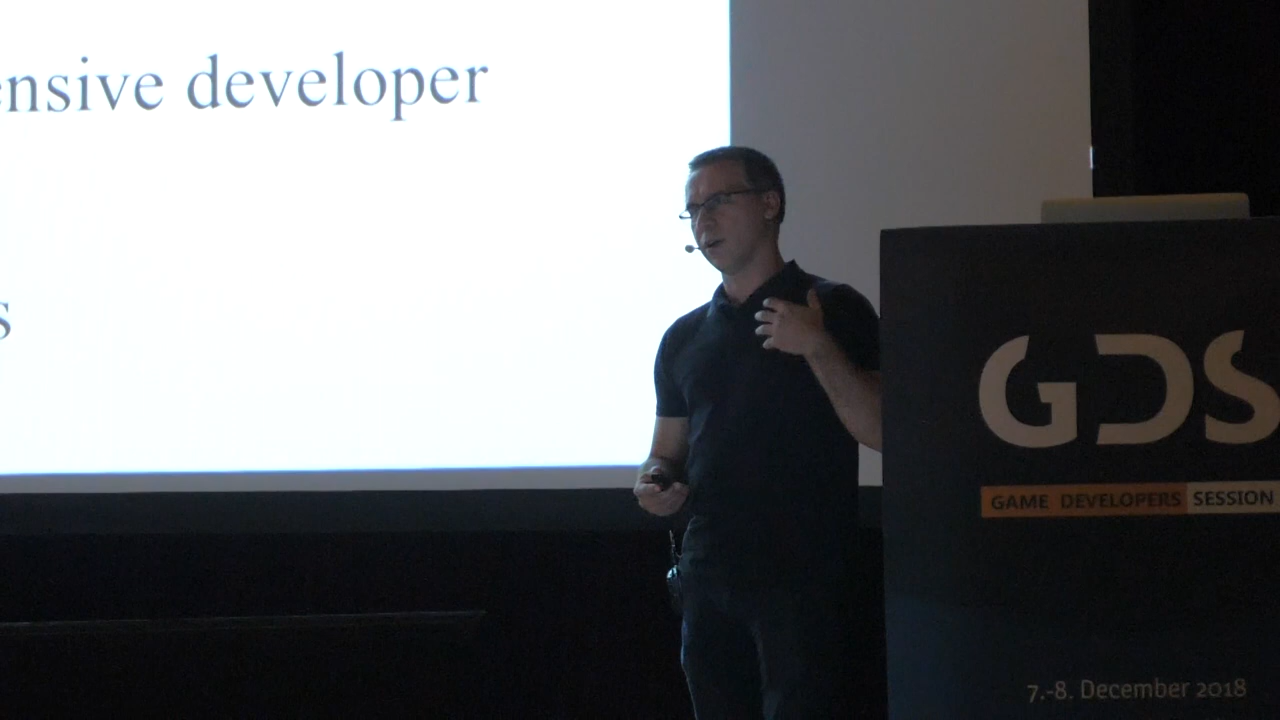 ensive developer
s
GDS
GAME DEVELOPERS SESSION
7.-8. December 2018